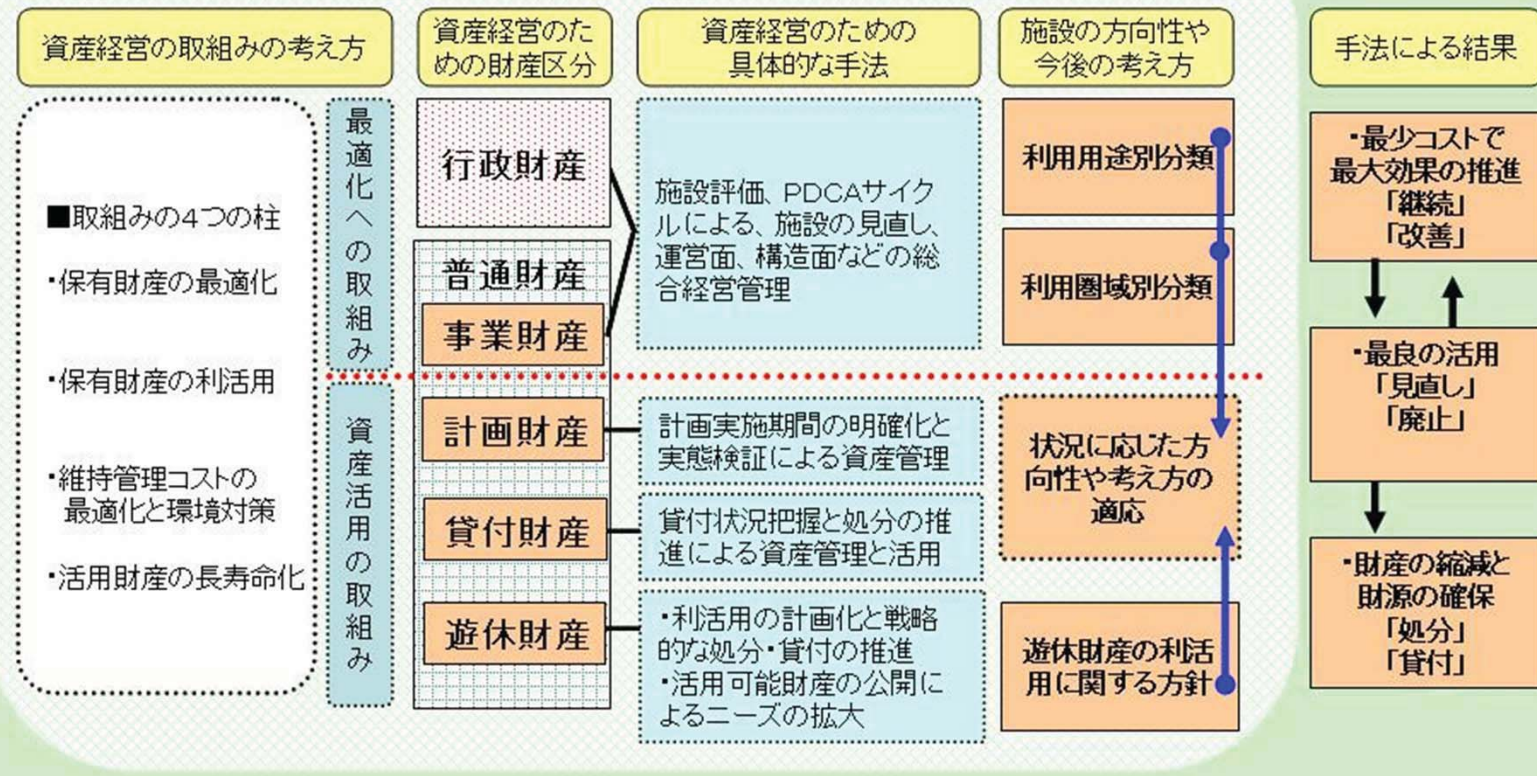 資産経営の取組みの考え方
資産経営のた
めの財産区分
資産経営のための
具体的な手法
施設の方向性や
今後の考え方
手法による結果
■取組みの4つの柱
・保有財産の最適化
・保有財産の利活用
・維持管理コストの
最適化と環境対策
・活用財産の長寿命化
最適化への取組み
資産活用の取組み
行政財産
普通財産
事業財産
計画財産
貸付財産
遊休財産
施設評価、PDCAサイク
ルによる、施設の見直し、
運営面、構造面などの総
合経営管理
計画実施期間の明確化と
実態検証による資産管理
貸付状況把握と処分の推
進による資産管理と活用
・利活用の計画化と戦略
的な処分・貸付の推進
・活用可能財産の公開に
よるニーズの拡大
利用用途別分類
利用圏域別分類
状況に応じた方
向性や考え方の
適応
遊休財産の利活
用に関する方針
・最少コストで
最大効果の推進
「継続」
「改善」
・最良の活用
「見直し」
「廃止」
・財産の縮減と
財源の確保
「処分」
「貸付」